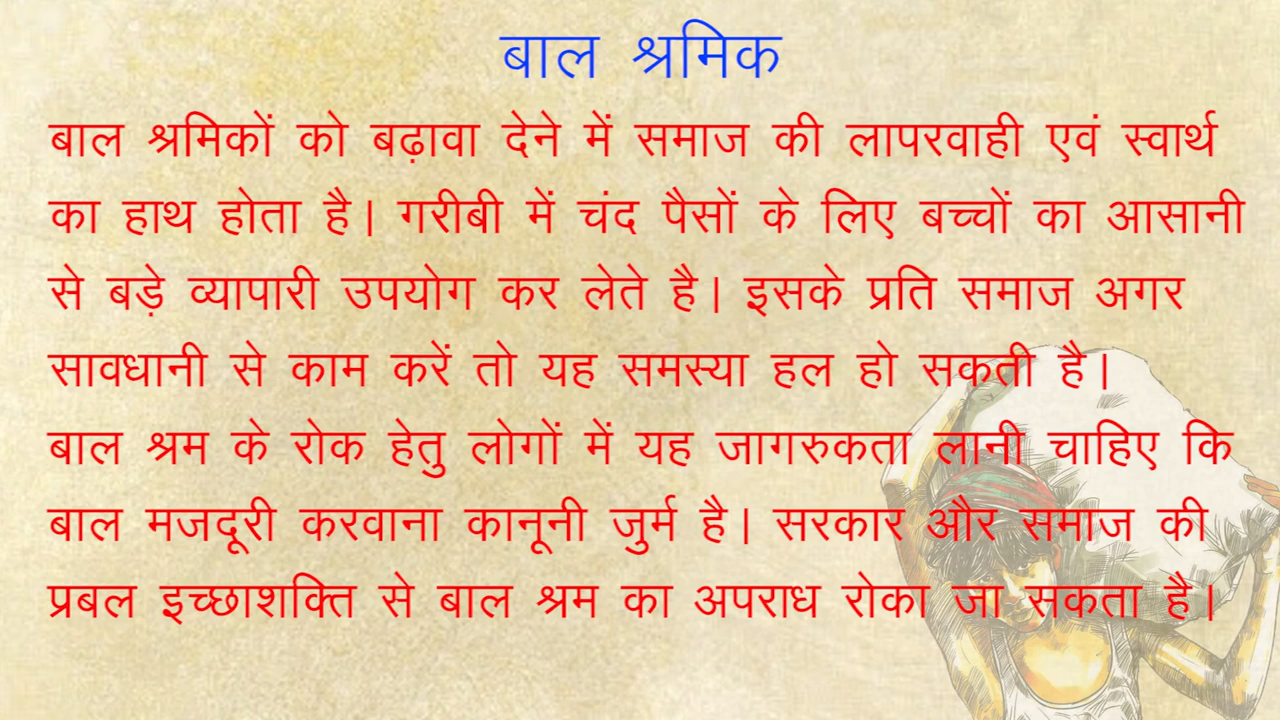 बाल श्रमिक
बाल श्रमिकों को बढ़ावा देने में समाज की लापरवाही एवं स्वार्थ
का हाथ होता है। गरीबी में चंद पैसों के लिए बच्चों का आसानी
से बड़े व्यापारी उपयोग कर लेते है। इसके प्रति समाज अगर
सावधानी से काम करें तो यह समस्या हल हो सकती है।
बाल श्रम के रोक हेतु लोगों में यह जागरुकता लानी चाहिए कि
बाल मजदूरी करवाना कानूनी जुर्म है। सरकार और समाज की
प्रबल इच्छाशक्ति से बाल श्रम का अपराध रोका जा सकता है।